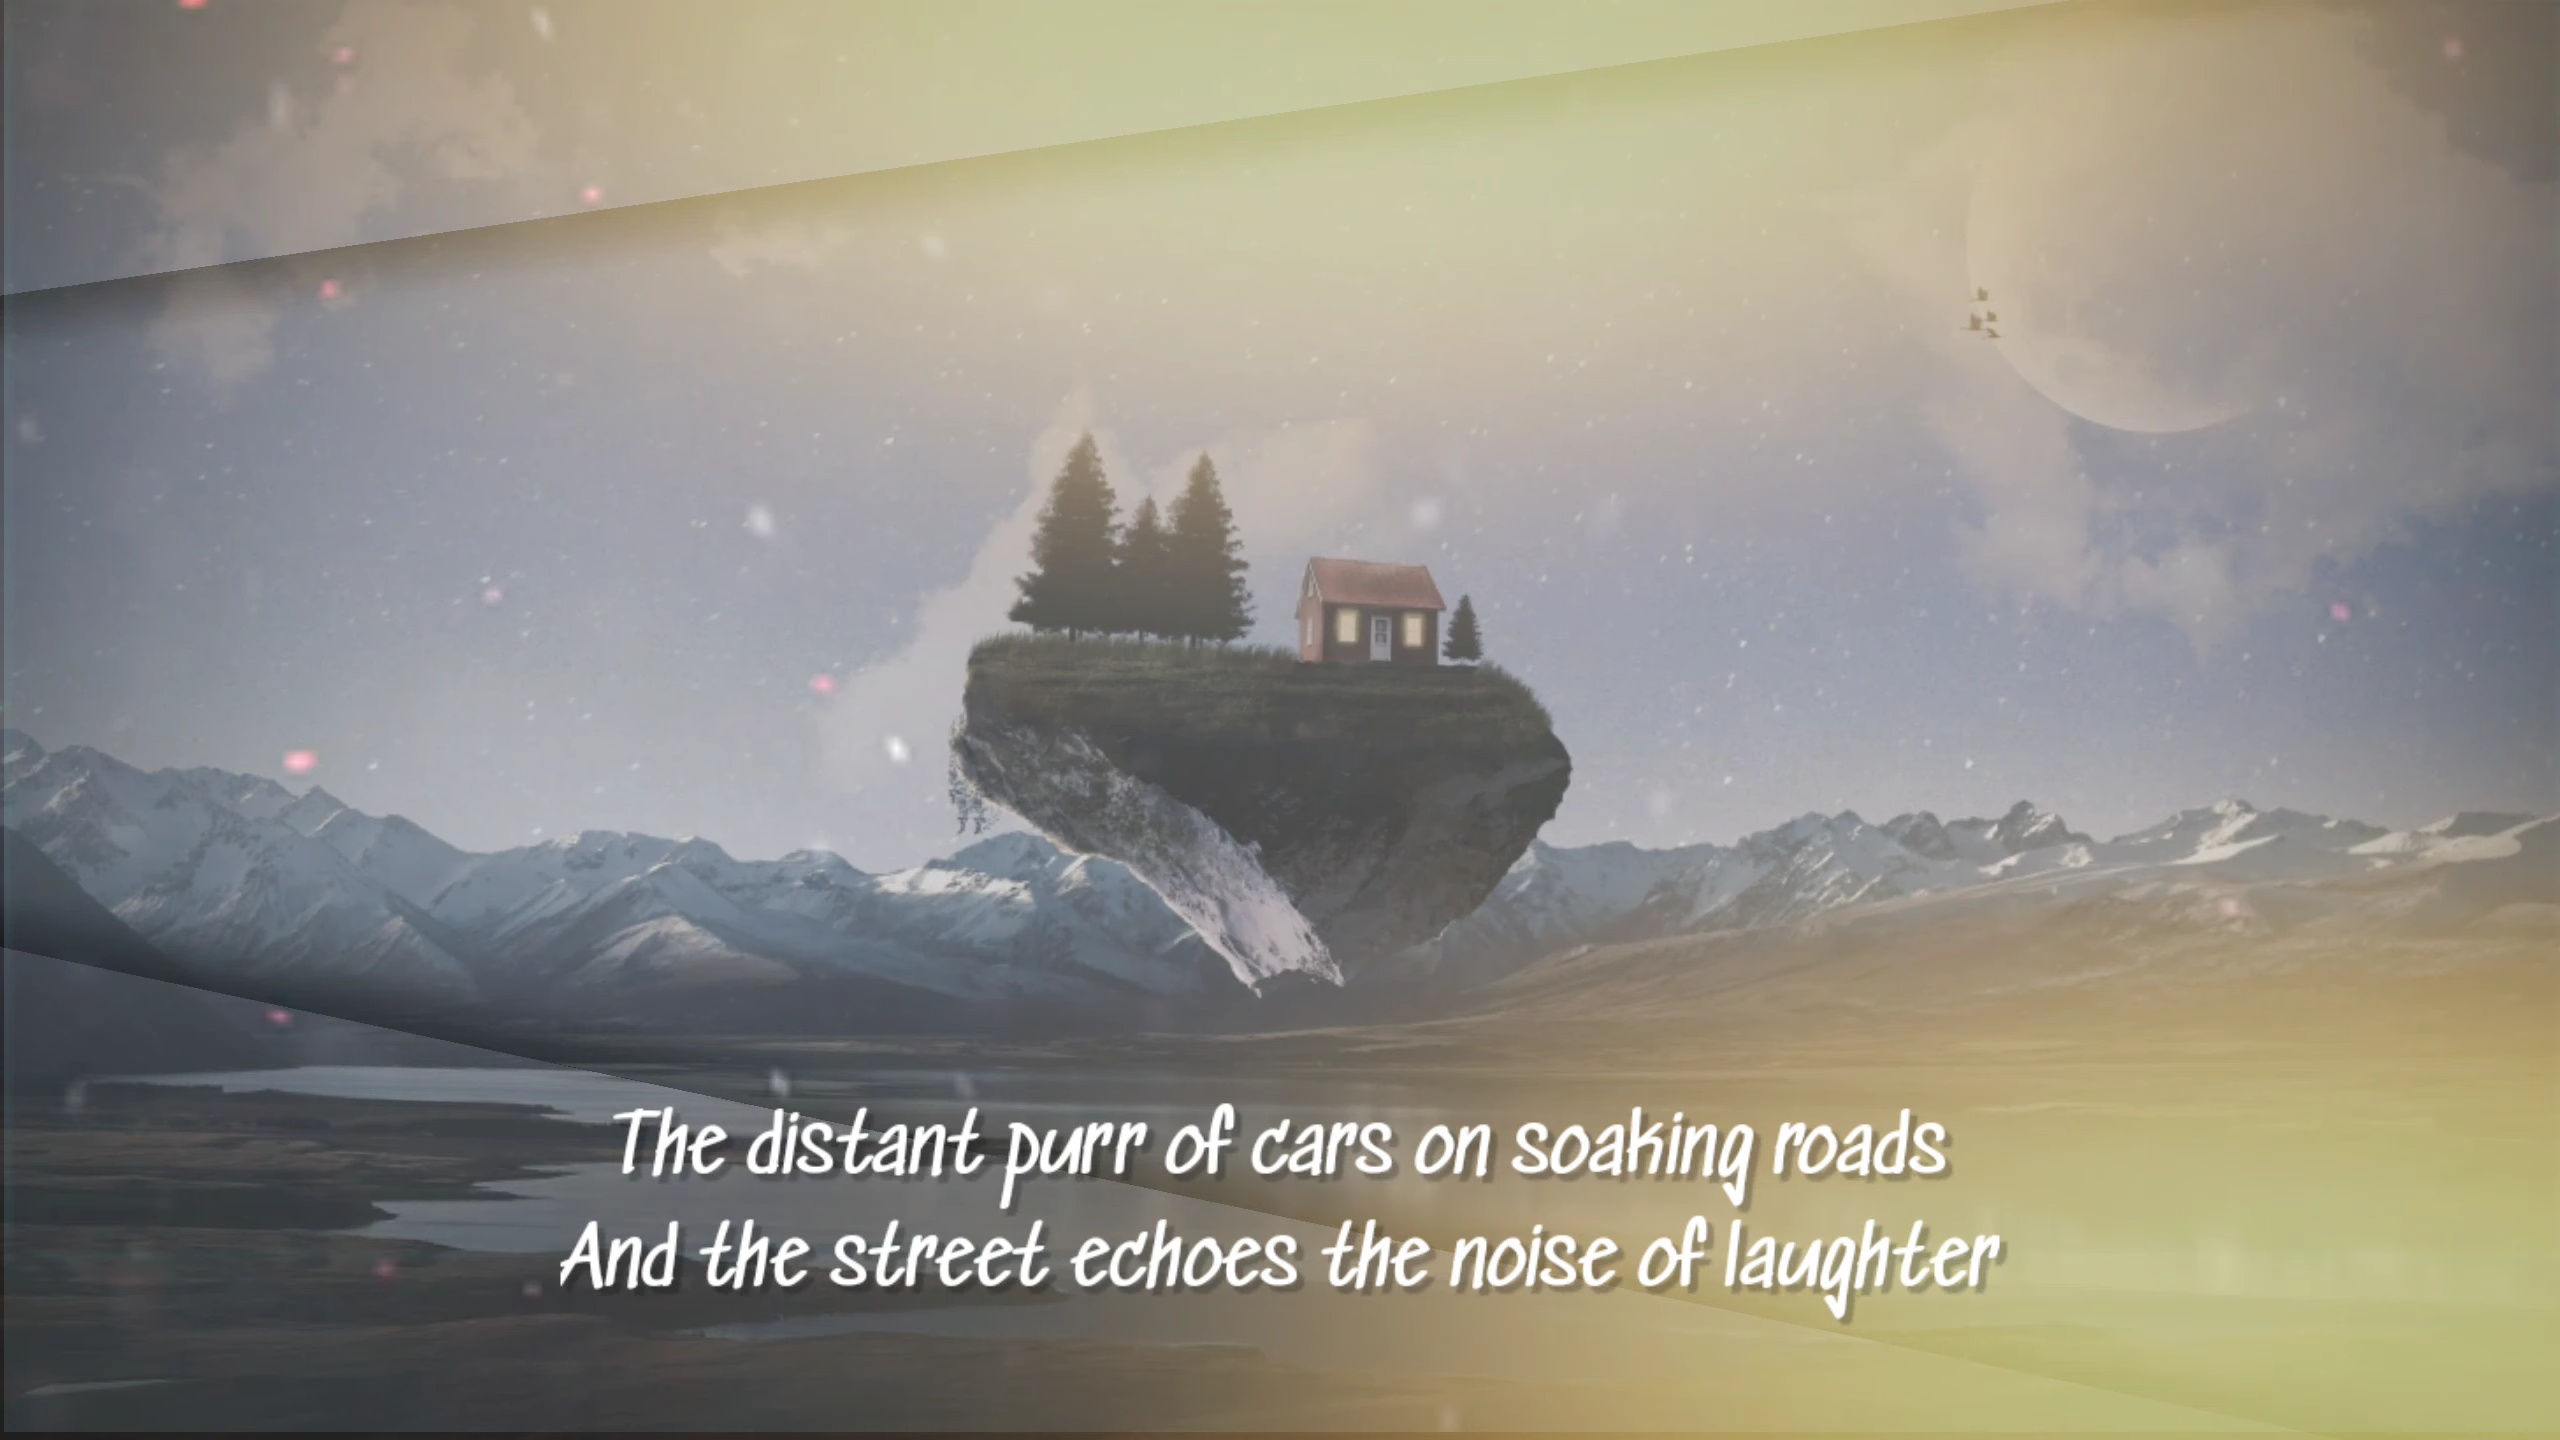 The distant purr of cars on soaking roads
And the street echoes the noise of laughter